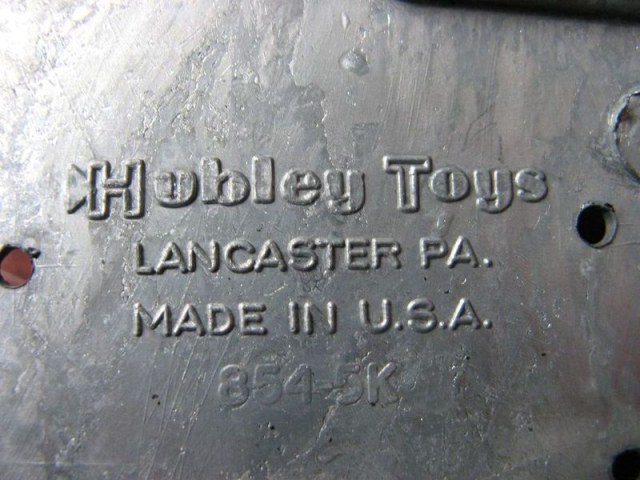 Hubley Toys
LANCASTER PA.
MADE IN U.S.A.
854-5K